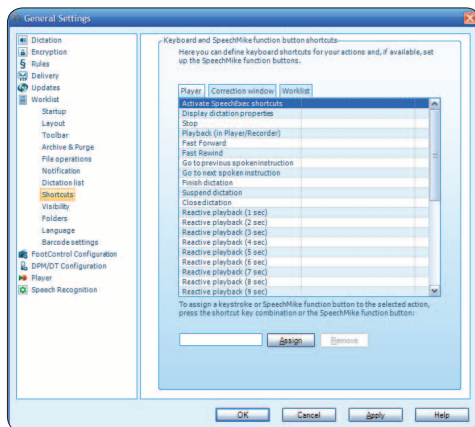 General Settings
Dictation
Encryption
Rules
Delivery
Updates
Worklist
Startup
Layout
Toolbar
Archive & Purge
File operations
Notification
Dictation list
Shortcuts
Visibility
Folders
Language
Barcode settings
FootControl Configuration
DPM/DT Configuration
Player
Speech Recognition
Keyboard and SpeechMike function button shortcuts
Here you can define keyboard shortcuts for your actions and, if available, set
up the SpeechMike function buttons.
Player Correction window Worklist
Activate SpeechExec shortcuts
Display dictation properties
Stop
Playback (in Player/Recorder)
Fast Forward
Fast Rewind
Go to previous spoken instruction
Go to next spoken instruction
Finish dictation
Suspend dictation
Close dictation
Reactive playback (1 sec)
Reactive playback (2 sec)
Reactive playback (3 sec)
Reactive playback (4 sec)
Reactive playback (5 sec)
Reactive playback (6 sec)
Reactive playback (7 sec)
Reactive playback (8 sec)
Reactive playback (9 sec)
To assign a keystroke or SpeechMike function button to the selected action,
press the shortcut key combination or the SpeechMike function button:
Assign Remove
OK Cancel Apply Help